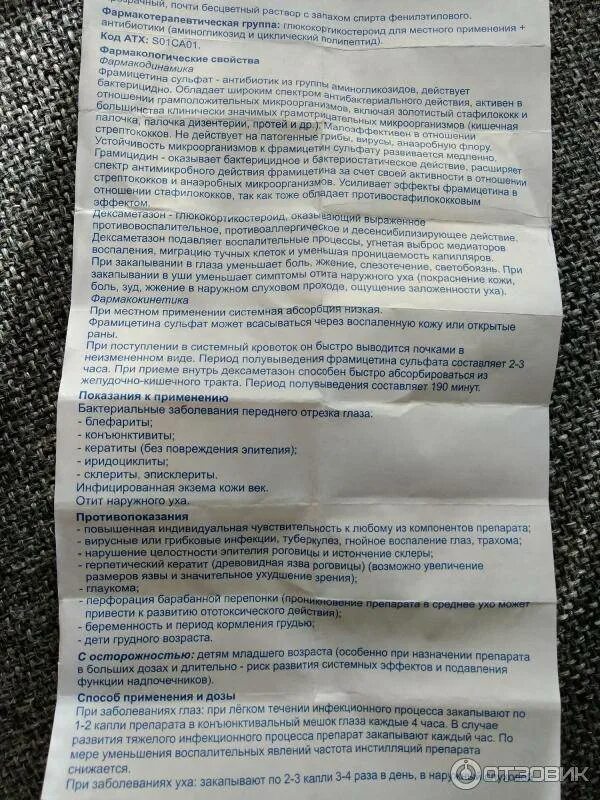 прозрачный, почти бесцветный раствор с запахом спирта фенилэтилового.
Фармакотерапевтическая группа: глюкокортикостероид для местного применения +
антибиотики (аминогликозид и циклический полипептид).
Код АТХ: S01CA01.
Фармакологические свойства
Фармакодинамика
Фрамицетина сульфат - антибиотик из группы аминогликозидов, действует
бактерицидно. Обладает широким спектром антибактериального действия, активен в
отношении грамположительных микроорганизмов, включая золотистый стафилококк и
большинства клинически значимых грамотрицательных микроорганизмов (кишечная
палочка, палочка дизентерии, протей и др.). Малоэффективен в отношении
стрептококков. Не действует на патогенные грибы, вирусы, анаэробную флору.
Устойчивость микроорганизмов к фрамицетин сульфату развивается медленно.
Грамицидин - оказывает бактерицидное и бактериостатическое действие, расширяет
спектр антимикробного действия фрамицетина за счет своей активности в отношении
стрептококков и анаэробных микроорганизмов. Усиливает эффекты фрамицетина в
отношении стафилококков, так как тоже обладает противостафилококковым
эффектом.
Дексаметазон - глюкокортикостероид, оказывающий выраженное
противовоспалительное, противоаллергическое и десенсибилизирующее действие.
Дексаметазон подавляет воспалительные процессы, угнетая выброс медиаторов
воспаления, миграцию тучных клеток и уменьшая проницаемость капилляров.
При закапывании в глаза уменьшает боль, жжение, слезотечение, светобоязнь. При
закапывании в уши уменьшает симптомы отита наружного уха (покраснение кожи,
боль, зуд, жжение в наружном слуховом проходе, ощущение заложенности уха).
Фармакокинетика
При местном применении системная абсорбция низкая.
Фрамицетина сульфат может всасываться через воспаленную кожу или открытые
раны.
При поступлении в системный кровоток он быстро выводится почками в
неизмененном виде. Период полувыведения фрамицетина сульфата составляет 2-3
часа. При приеме внутрь дексаметазон способен быстро абсорбироваться из
желудочно-кишечного тракта. Период полувыведения составляет 190 минут.
Показания к применению
Бактериальные заболевания переднего отрезка глаза:
- блефариты;
- конъюнктивиты;
- кератиты (без повреждения эпителия);
- иридоциклиты;
- склериты, эписклериты.
Инфицированная экзема кожи век.
Отит наружного уха.
Противопоказания
- повышенная индивидуальная чувствительность к любому из компонентов препарата;
- вирусные или грибковые инфекции, туберкулез, гнойное воспаление глаз, трахома;
- нарушение целостности эпителия роговицы и истончение склеры;
- герпетический кератит (древовидная язва роговицы) (возможно увеличение
размеров язвы и значительное ухудшение зрения);
- глаукома;
- перфорация барабанной перепонки (проникновение препарата в среднее ухо может
привести к развитию ототоксического действия);
- беременность и период кормления грудью;
- дети грудного возраста.
С осторожностью: детям младшего возраста (особенно при назначении препарата
в больших дозах и длительно - риск развития системных эффектов и подавления
функции надпочечников).
Способ применения и дозы
При заболеваниях глаз: при лёгком течении инфекционного процесса закапывают по
1-2 капли препарата в конъюнктивальный мешок глаза каждые 4 часа. В случае
развития тяжелого инфекционного процесса препарат закапывают каждый час. По
мере уменьшения воспалительных явлений частота инстилляций препарата
снижается.
При заболеваниях уха: закапывают по 2-3 капли 3-4 раза в день, в наружный
ОТЗОВИК